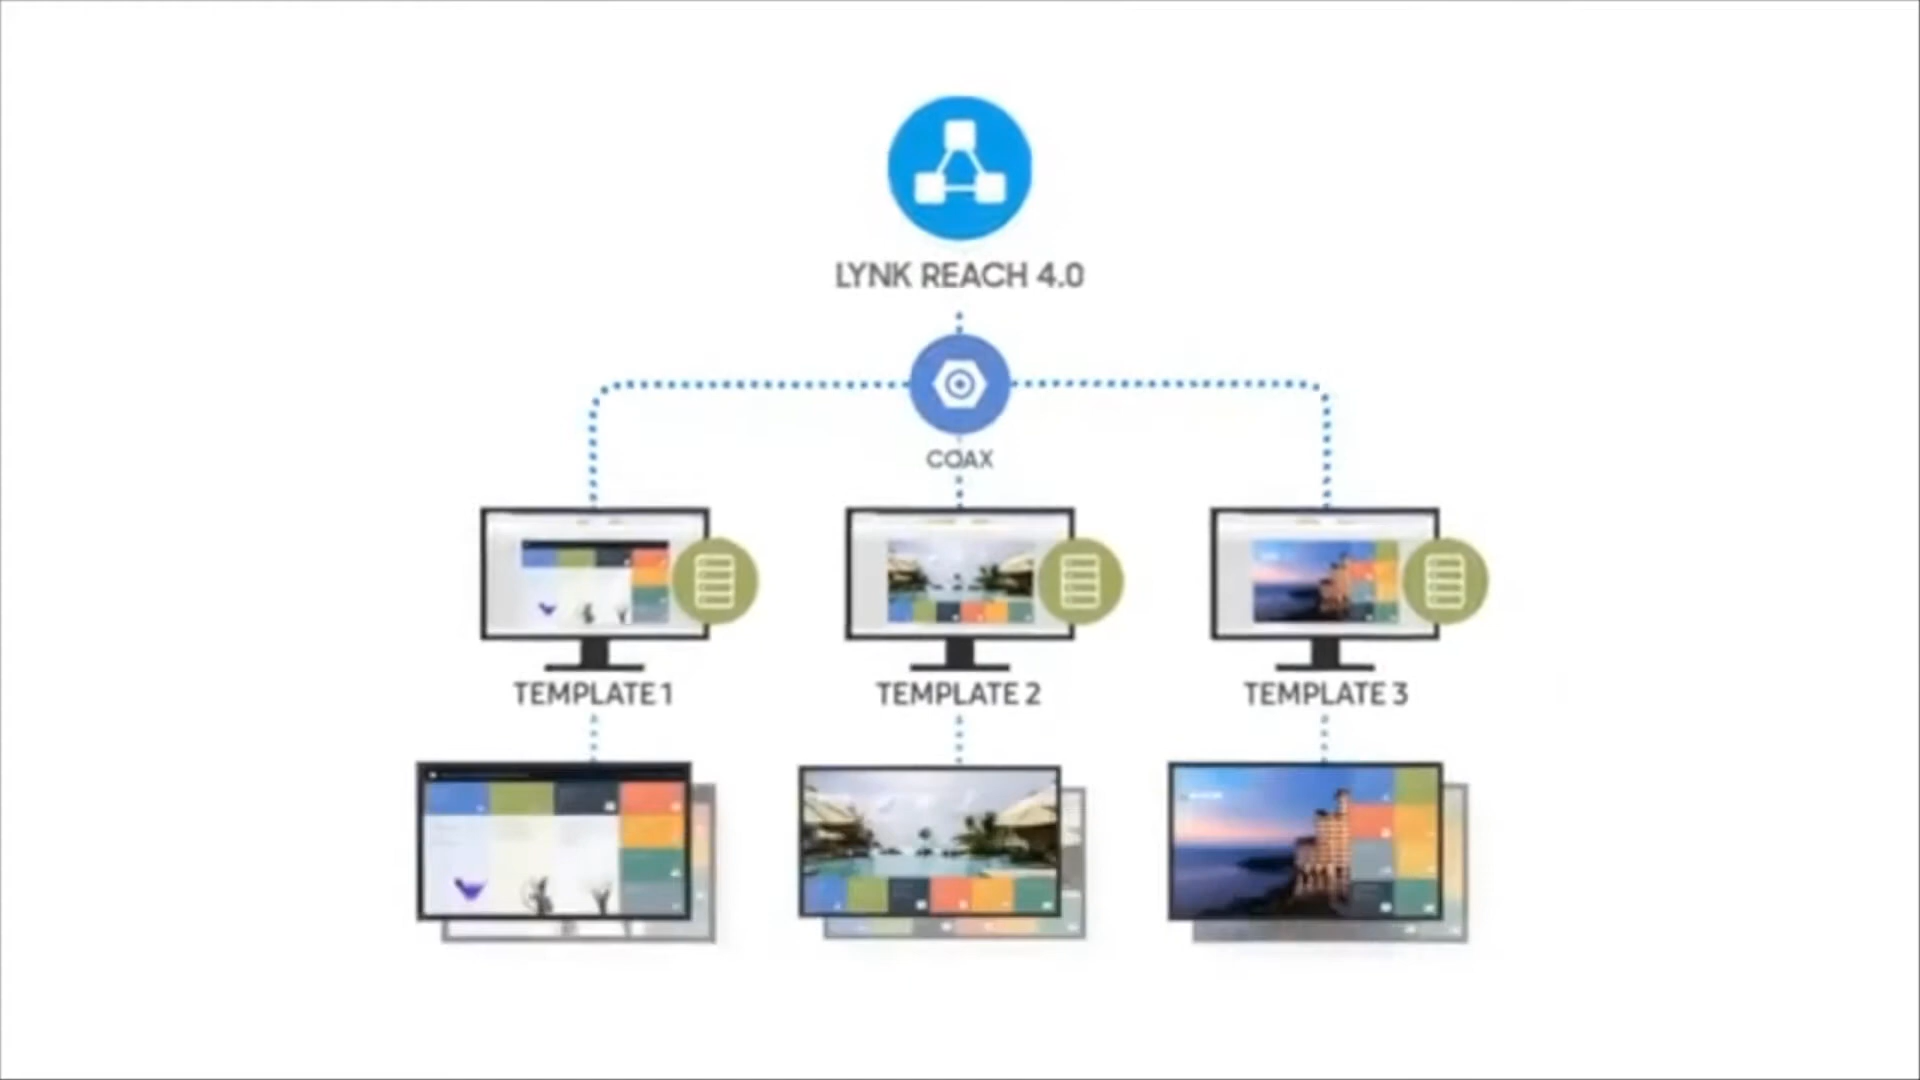 LYNK REACH 4.0
COAX
TEMPLATE 1
TEMPLATE 2
TEMPLATE 3